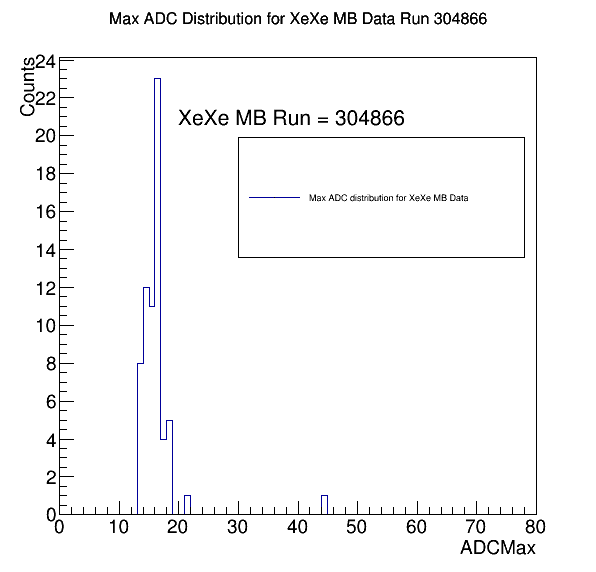 Max ADC Distribution for XeXe MB Data Run 304866
Counts
24
22
20
18
16
14
12
10
8
6
4
2
0
XeXe MB Run = 304866
Max ADC distribution for XeXe MB Data
0 10 20 30 40 50 60 70 80
ADCMax